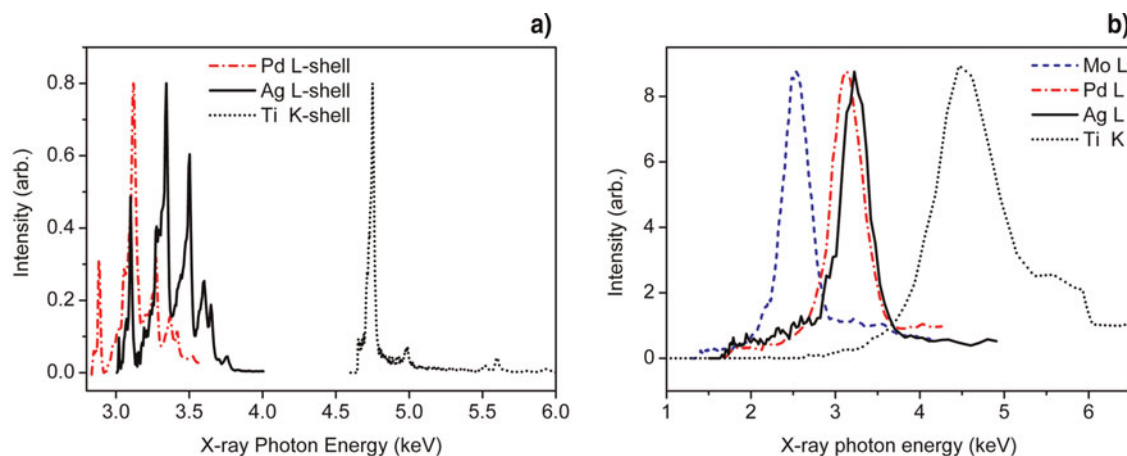 a)
Pd L-shell
Ag L-shell
Ti K-shell
Intensity (arb.)
0.8
0.6
0.4
0.2
0.0
3.0 3.5 4.0 4.5 5.0 5.5 6.0
X-ray Photon Energy (keV)
b)
Mo L
Pd L
Ag L
Ti K
Intensity (arb.)
8
6
4
2
0
1 2 3 4 5 6
X-ray photon energy (keV)